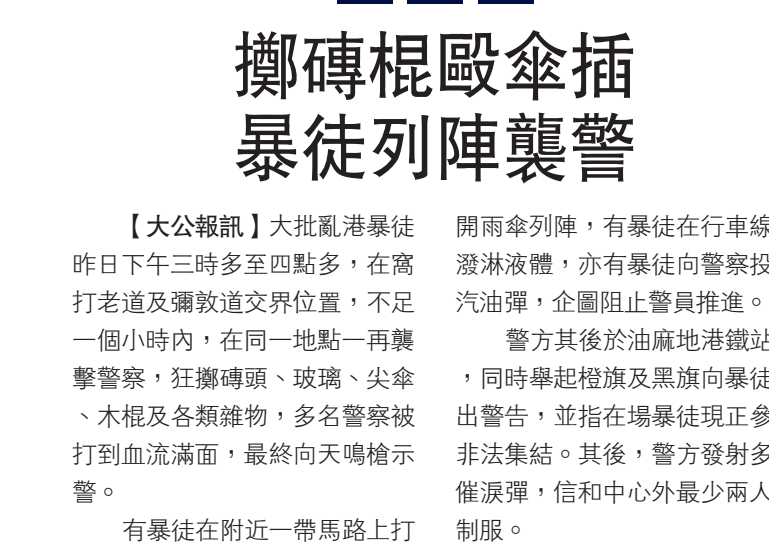 擲磚棍毆傘插
暴徒列陣襲警
【大公報訊】大批亂港暴徒
昨日下午三時多至四點多，在窩
打老道及彌敦道交界位置，不足
一個小時內，在同一地點一再襲
擊警察，狂擲磚頭、玻璃、尖傘
、木棍及各類雜物，多名警察被
打到血流滿面，最終向天鳴槍示
警。
有暴徒在附近一帶馬路上打
開雨傘列陣，有暴徒在行車線
潑淋液體，亦有暴徒向警察投
汽油彈，企圖阻止警員推進。
警方其後於油麻地港鐵站
，同時舉起橙旗及黑旗向暴徒
出警告，並指在場暴徒現正參
非法集結。其後，警方發射多
催淚彈，信和中心外最少兩人
制服。